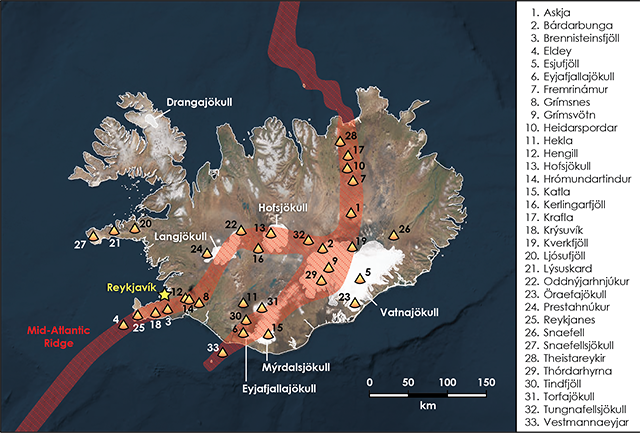 28
Drangajökull
17
10
7
1
20
21
27
22
Hofsjökull
13
32
2
19
26
Langjökull
24
16
9
29
5
Reykjavík
12
14
8
11
31
23
Vatnajökull
Mid-Atlantic
Ridge
4
25
18
3
30
6
15
33
Mýrdalsjökull
Eyjafjallajökull
0 50 100 150
km
1. Askja
2. Bárdarbunga
3. Brennisteinsfjöll
4. Eldey
5. Esjufjöll
6. Eyjafjallajökull
7. Fremrinámur
8. Grímsnes
9. Grímsvötn
10. Heidarspordar
11. Hekla
12. Hengill
13. Hofsjökull
14. Hrómundartindur
15. Katla
16. Kerlingarfjöll
17. Krafla
18. Krýsuvík
19. Kverkfjöll
20. Ljósufjöll
21. Lýsuskard
22. Oddnýjarhnjúkur
23. Öraefajökull
24. Prestahnúkur
25. Reykjanes
26. Snaefell
27. Snaefellsjökull
28. Theistareykir
29. Thórdarhyrna
30. Tindfjöll
31. Torfajökull
32. Tungnafellsjökull
33. Vestmannaeyjar